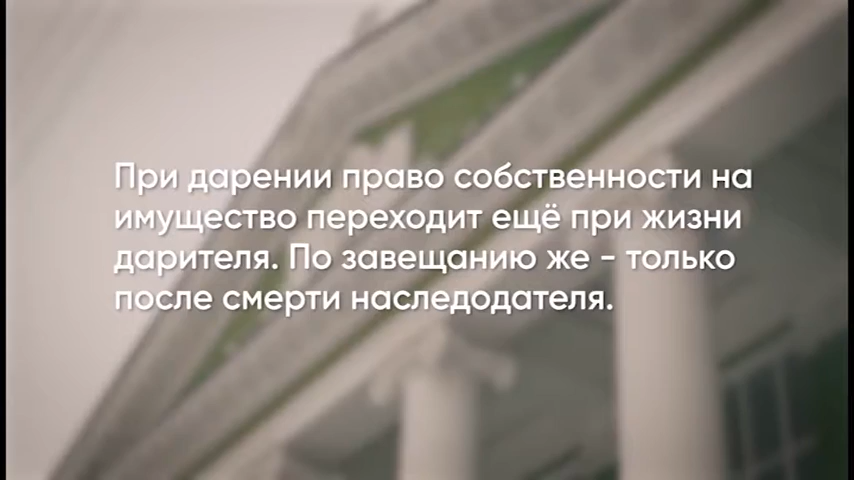 При дарении право собственности на
имущество переходит ещё при жизни
дарителя. По завещанию же - только
после смерти наследодателя.